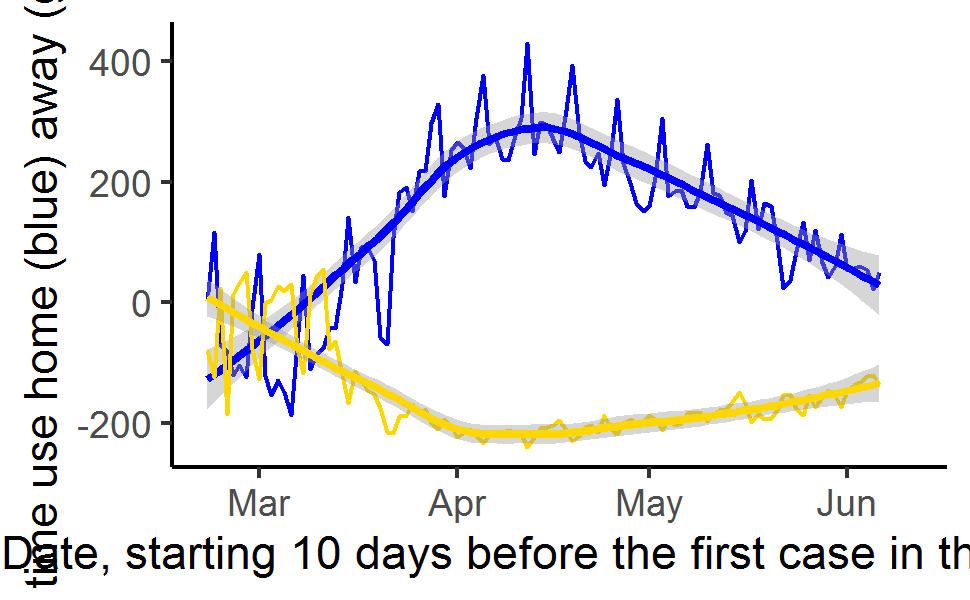 time use home (blue) away (
400
200
0
-200
Mar Apr May Jun
Date, starting 10 days before the first case in th